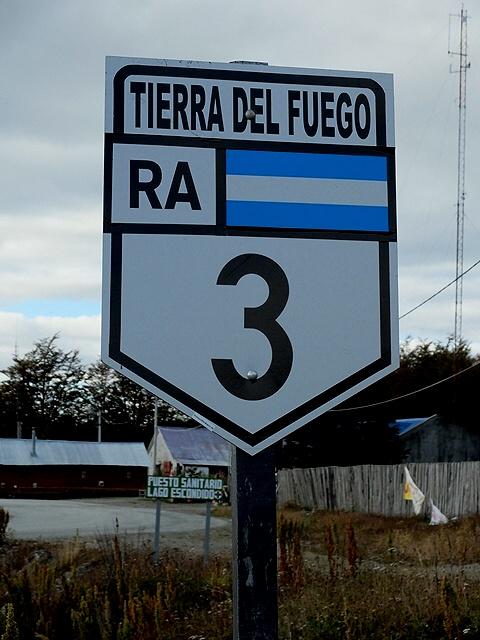 TIERRA DEL FUEGO
RA
3
PUESTO SANITARIO
LAGO ESCONDIDO